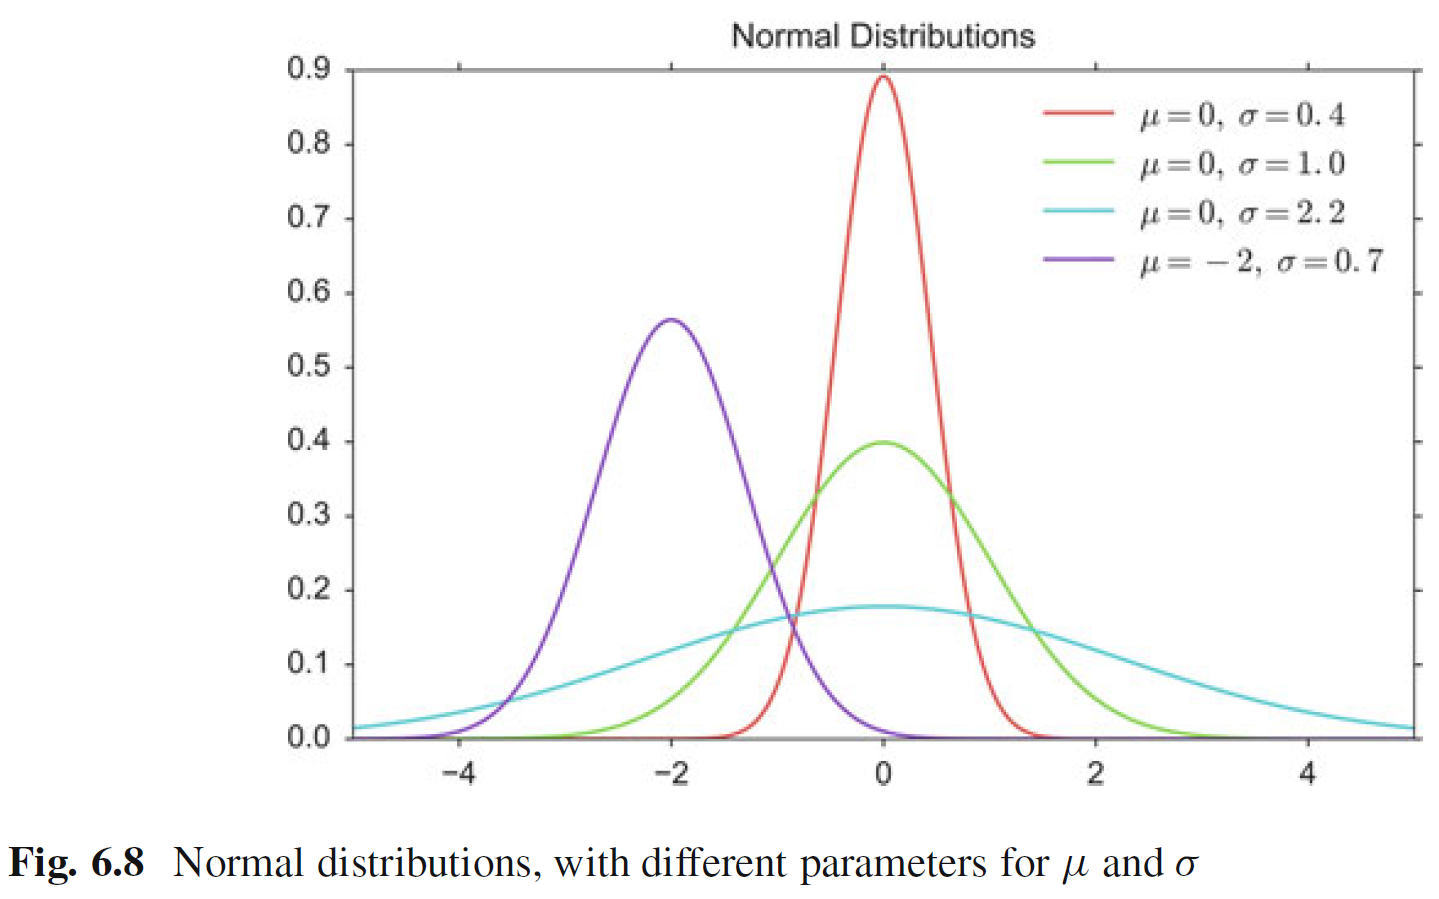 Normal Distributions
0.9
0.8
0.7
0.6
0.5
0.4
0.3
0.2
0.1
0.0
μ=0, σ=0.4
μ=0, σ=1.0
μ=0, σ=2.2
μ=−2, σ=0.7
−4 −2 0 2 4
Fig. 6.8 Normal distributions, with different parameters for μ and σ